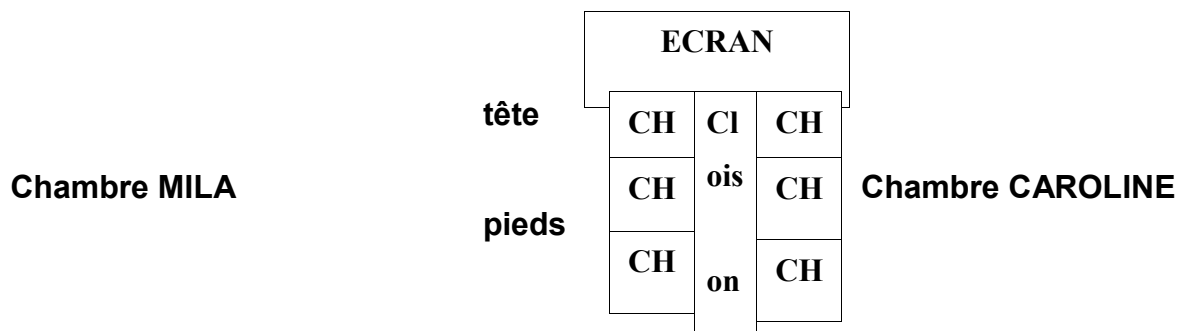 ECRAN
tête CH Cl CH
Chambre MILA CH ois CH Chambre CAROLINE
pieds
CH on CH